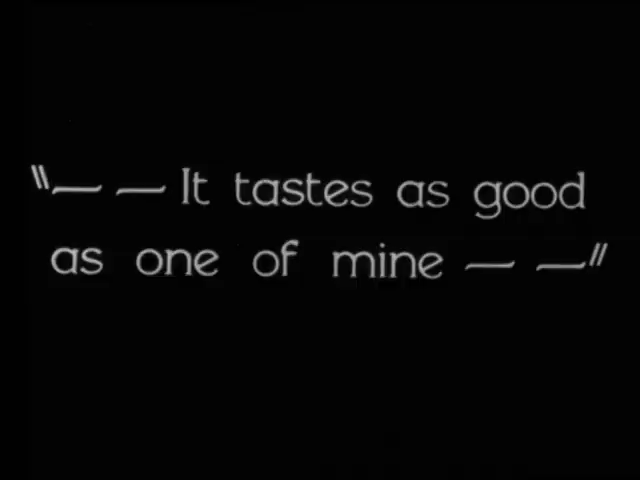 "— — It tastes as good
as one of mine — —"